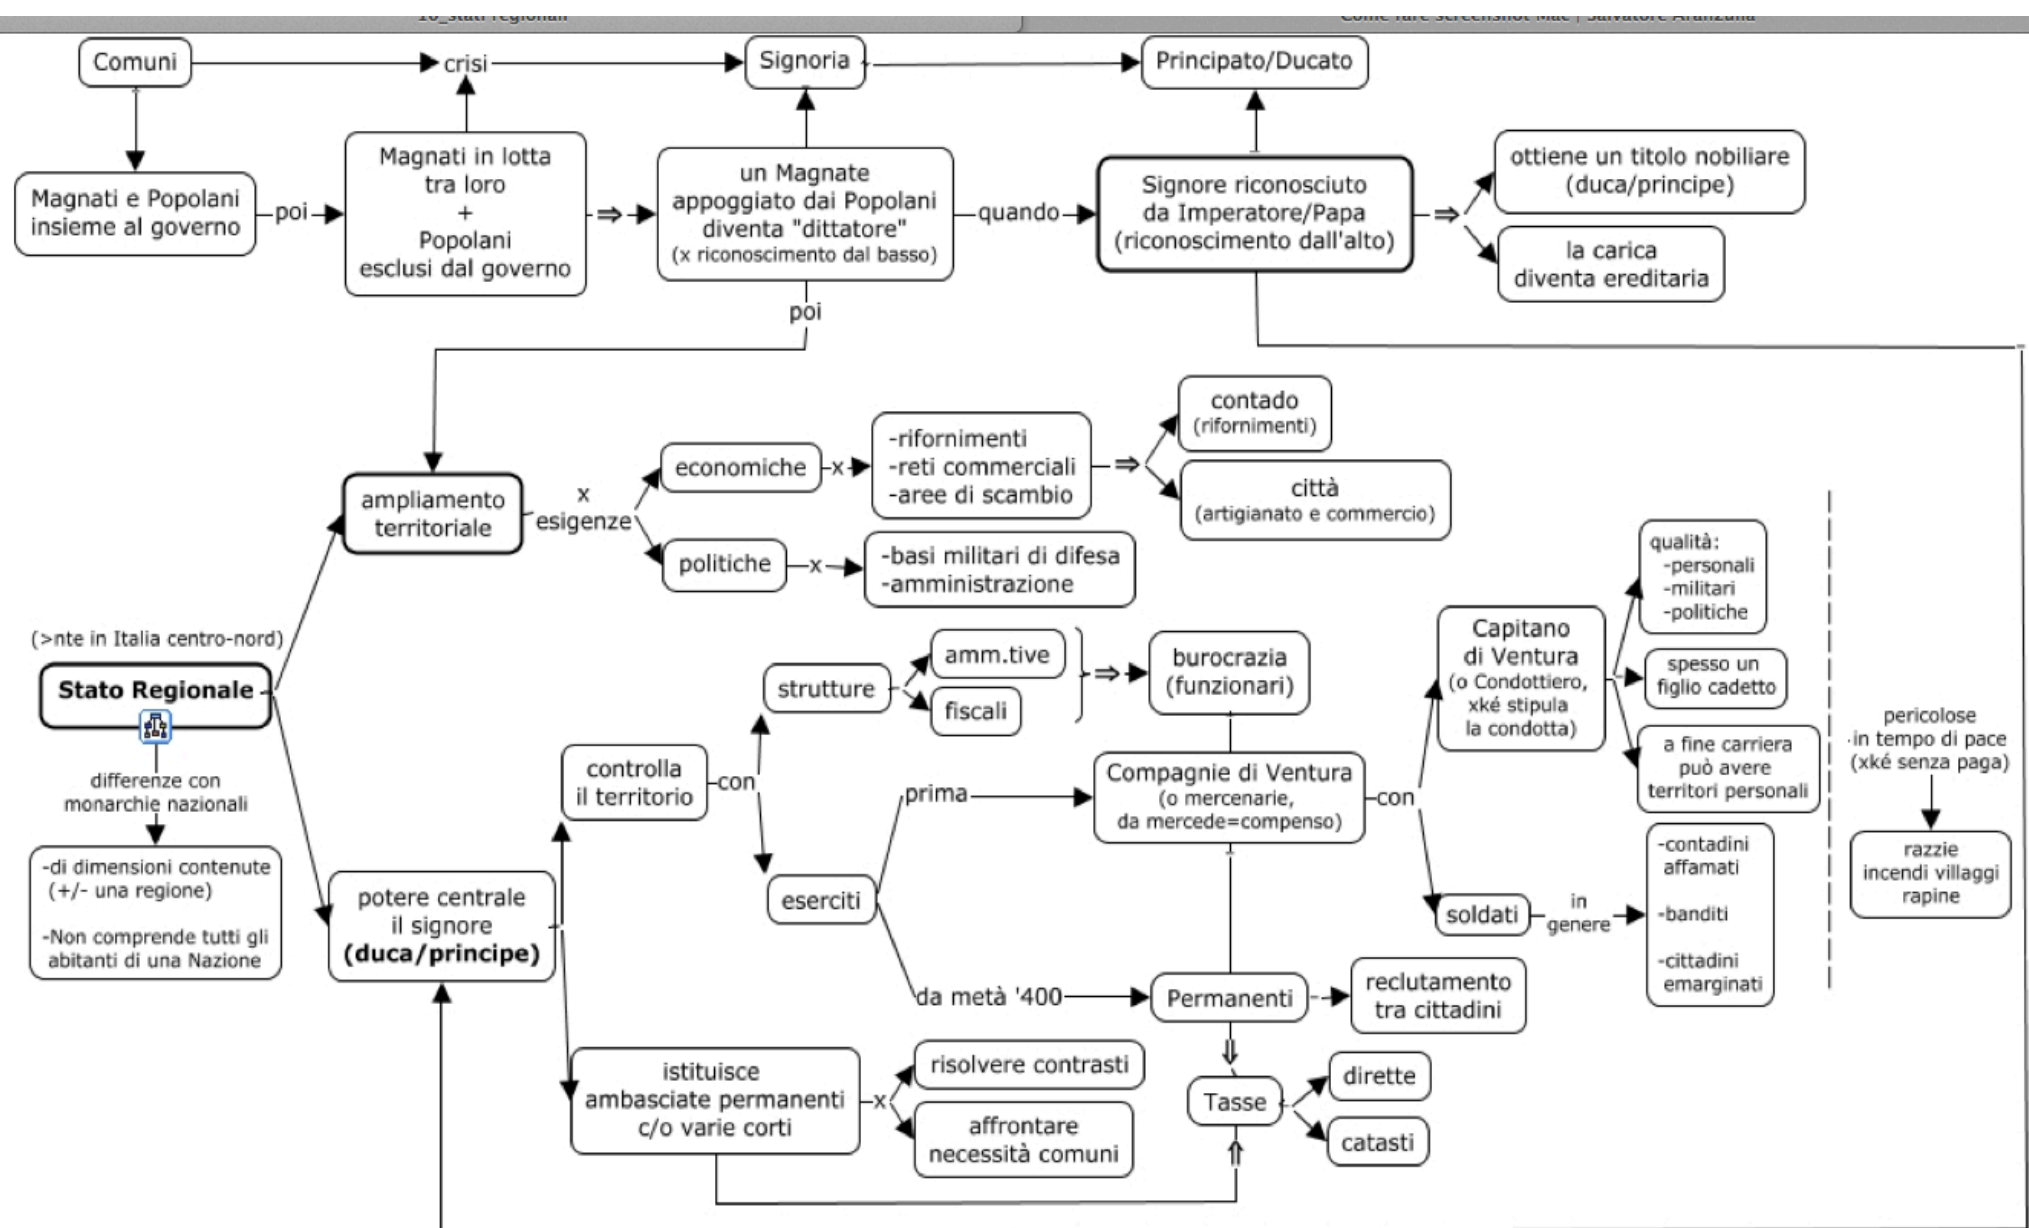 10_stati regionali
Come fare screenshot Mac | Salvatore Aranzulla
Comuni
crisi
Signoria
Principato/Ducato
Magnati e Popolani
insieme al governo
poi
Magnati in lotta
tra loro
+
Popolani
esclusi dal governo
⇒
un Magnate
appoggiato dai Popolani
diventa "dittatore"
(x riconoscimento dal basso)
quando
Signore riconosciuto
da Imperatore/Papa
(riconoscimento dall'alto)
⇒
ottiene un titolo nobiliare
(duca/principe)
la carica
diventa ereditaria
poi
ampliamento
territoriale
x
esigenze
economiche
x
-rifornimenti
-reti commerciali
-aree di scambio
⇒
contado
(rifornimenti)
città
(artigianato e commercio)
politiche
x
-basi militari di difesa
-amministrazione
(>nte in Italia centro-nord)
Stato Regionale
differenze con
monarchie nazionali
-di dimensioni contenute
(+/- una regione)
-Non comprende tutti gli
abitanti di una Nazione
potere centrale
il signore
(duca/principe)
controlla
il territorio
con
strutture
amm.tive
fiscali
⇒
burocrazia
(funzionari)
eserciti
prima
Compagnie di Ventura
(o mercenarie,
da mercede=compenso)
con
Capitano
di Ventura
(o Condottiero,
xké stipula
la condotta)
qualità:
-personali
-militari
-politiche
spesso un
figlio cadetto
a fine carriera
può avere
territori personali
soldati
in
genere
-contadini
affamati
-banditi
-cittadini
emarginati
pericolose
in tempo di pace
(xké senza paga)
razzie
incendi villaggi
rapine
da metà '400
Permanenti
reclutamento
tra cittadini
⇓
Tasse
dirette
catasti
⇑
istituisce
ambasciate permanenti
c/o varie corti
x
risolvere contrasti
affrontare
necessità comuni